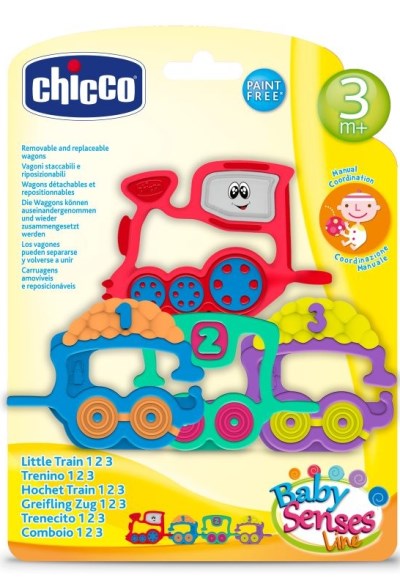 chicco
PAINT
FREE*
3
m+
Removable and replaceable
wagons
Vagoni staccabili e
riposizionabili
Wagons détachables et
repositionnables
Die Waggons können
auseinandergenommen
und wieder
zusammengesetzt
werden
Los vagones
pueden separarse
y volverse a unir
Carruagens
amovíveis
e reposicionáveis
Manual
Coordination
Coordinazione
Manuale
1
2
3
Little Train 1 2 3
Trenino 1 2 3
Hochet Train 1 2 3
Greifling Zug 1 2 3
Trenecito 1 2 3
Comboio 1 2 3
Baby
Senses
Line